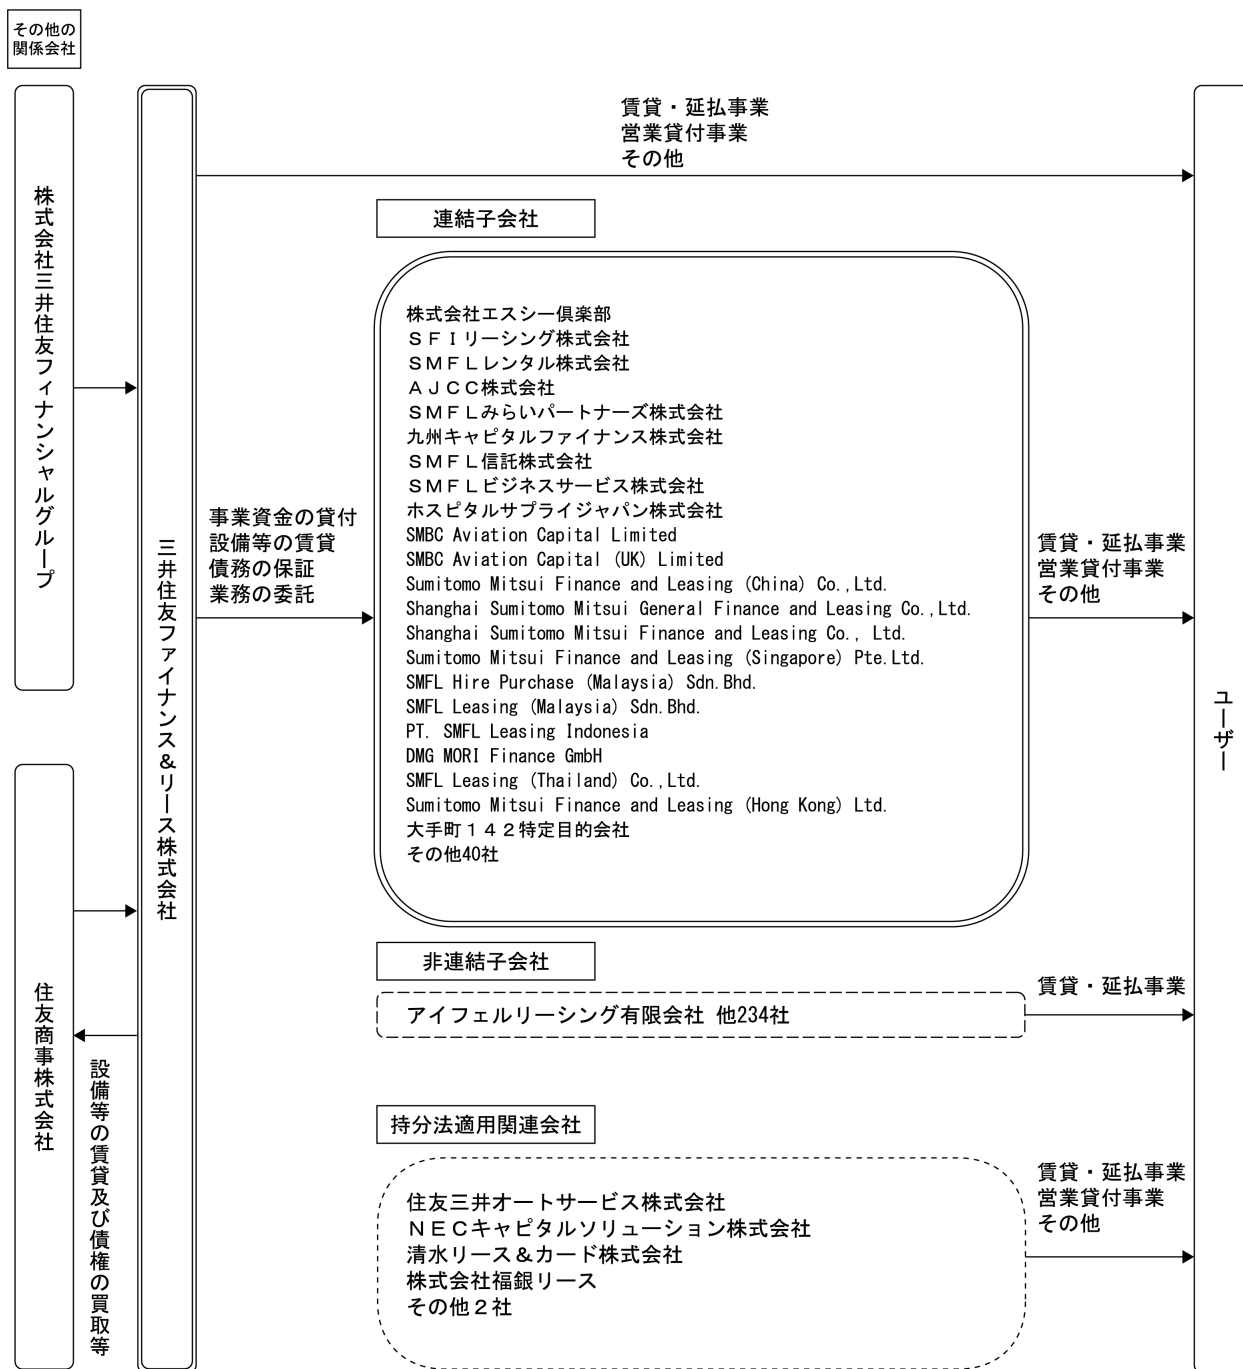 その他の
関係会社
株式会社三井住友フィナンシャルグループ
住友商事株式会社
設備等の賃貸及び債権の買取等
三井住友ファイナンス＆リース株式会社
賃貸・延払事業
営業貸付事業
その他
連結子会社
事業資金の貸付
設備等の賃貸
債務の保証
業務の委託
株式会社エスシー倶楽部
ＳＦＩリーシング株式会社
ＳＭＦＬレンタル株式会社
ＡＪＣＣ株式会社
ＳＭＦＬみらいパートナーズ株式会社
九州キャピタルファイナンス株式会社
ＳＭＦＬ信託株式会社
ＳＭＦＬビジネスサービス株式会社
ホスピタルサプライジャパン株式会社
SMBC Aviation Capital Limited
SMBC Aviation Capital (UK) Limited
Sumitomo Mitsui Finance and Leasing (China) Co.,Ltd.
Shanghai Sumitomo Mitsui General Finance and Leasing Co.,Ltd.
Shanghai Sumitomo Mitsui Finance and Leasing Co., Ltd.
Sumitomo Mitsui Finance and Leasing (Singapore) Pte.Ltd.
SMFL Hire Purchase (Malaysia) Sdn.Bhd.
SMFL Leasing (Malaysia) Sdn.Bhd.
PT. SMFL Leasing Indonesia
DMG MORI Finance GmbH
SMFL Leasing (Thailand) Co.,Ltd.
Sumitomo Mitsui Finance and Leasing (Hong Kong) Ltd.
大手町１４２特定目的会社
その他40社
賃貸・延払事業
営業貸付事業
その他
非連結子会社
アイフェルリーシング有限会社 他234社
賃貸・延払事業
持分法適用関連会社
住友三井オートサービス株式会社
ＮＥＣキャピタルソリューション株式会社
清水リース＆カード株式会社
株式会社福銀リース
その他２社
賃貸・延払事業
営業貸付事業
その他
ユーザー